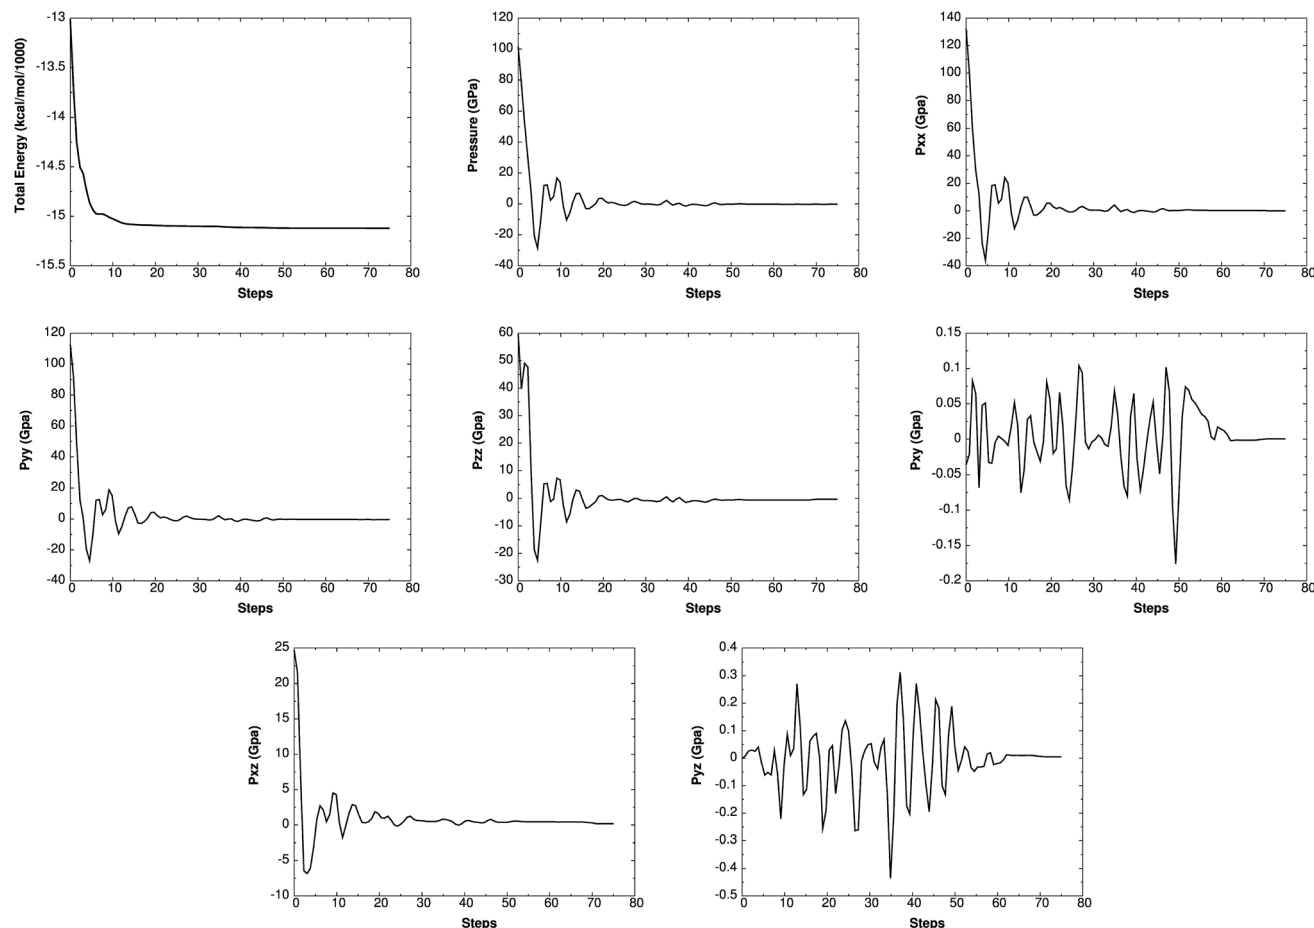 -13
-13.5
-14
-14.5
-15
-15.5
Total Energy (kcal/mol/1000)
0 10 20 30 40 50 60 70 80
Steps
120
100
80
60
40
20
0
-20
-40
Pressure (GPa)
0 10 20 30 40 50 60 70 80
Steps
140
120
100
80
60
40
20
0
-20
-40
Pxx (Gpa)
0 10 20 30 40 50 60 70 80
Steps
120
100
80
60
40
20
0
-20
-40
Pyy (Gpa)
0 10 20 30 40 50 60 70 80
Steps
60
50
40
30
20
10
0
-10
-20
-30
Pzz (Gpa)
0 10 20 30 40 50 60 70 80
Steps
0.15
0.1
0.05
0
-0.05
-0.1
-0.15
-0.2
Pxy (Gpa)
0 10 20 30 40 50 60 70 80
Steps
25
20
15
10
5
0
-5
-10
Pxz (Gpa)
0 10 20 30 40 50 60 70 80
Steps
0.4
0.3
0.2
0.1
0
-0.1
-0.2
-0.3
-0.4
-0.5
Pyz (Gpa)
0 10 20 30 40 50 60 70 80
Steps